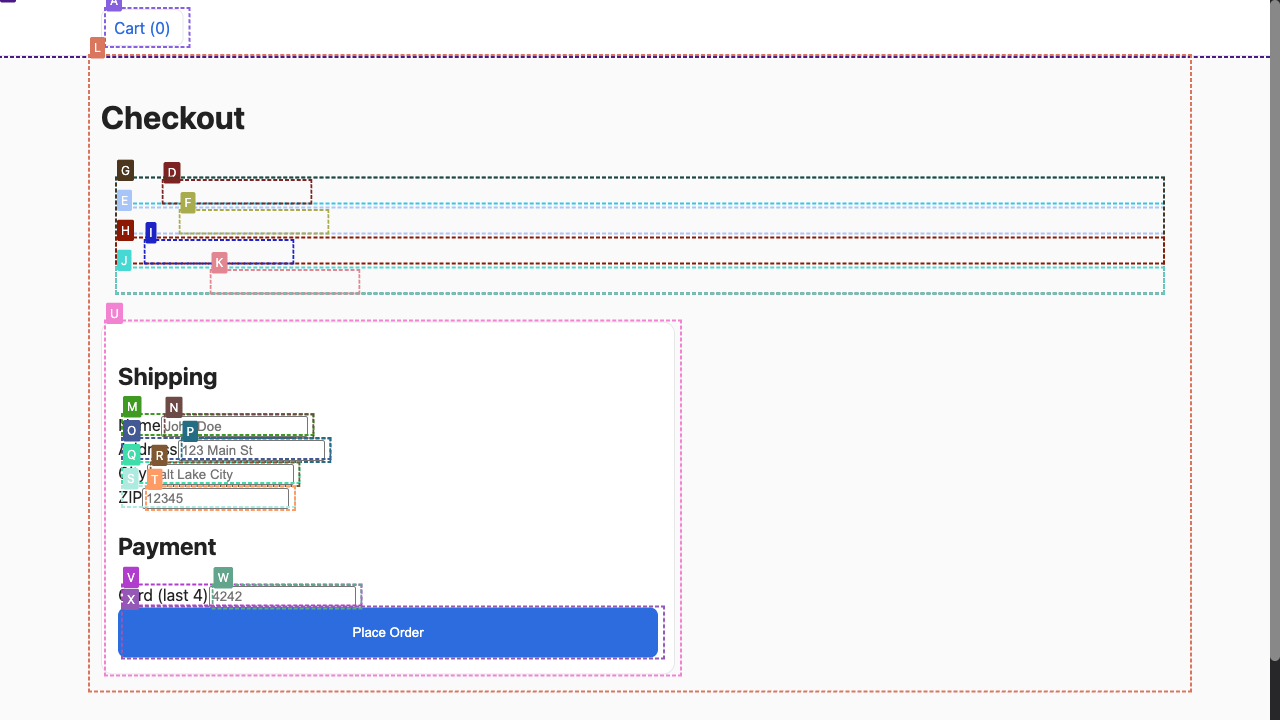 A
Cart (0)
L
Checkout
G
D
E
F
H
I
J
K
U
Shipping
M
N
Name John Doe
O
P
Address 123 Main St
Q
R
City Salt Lake City
S
T
ZIP 12345
Payment
V
W
Card (last 4) 4242
X
Place Order